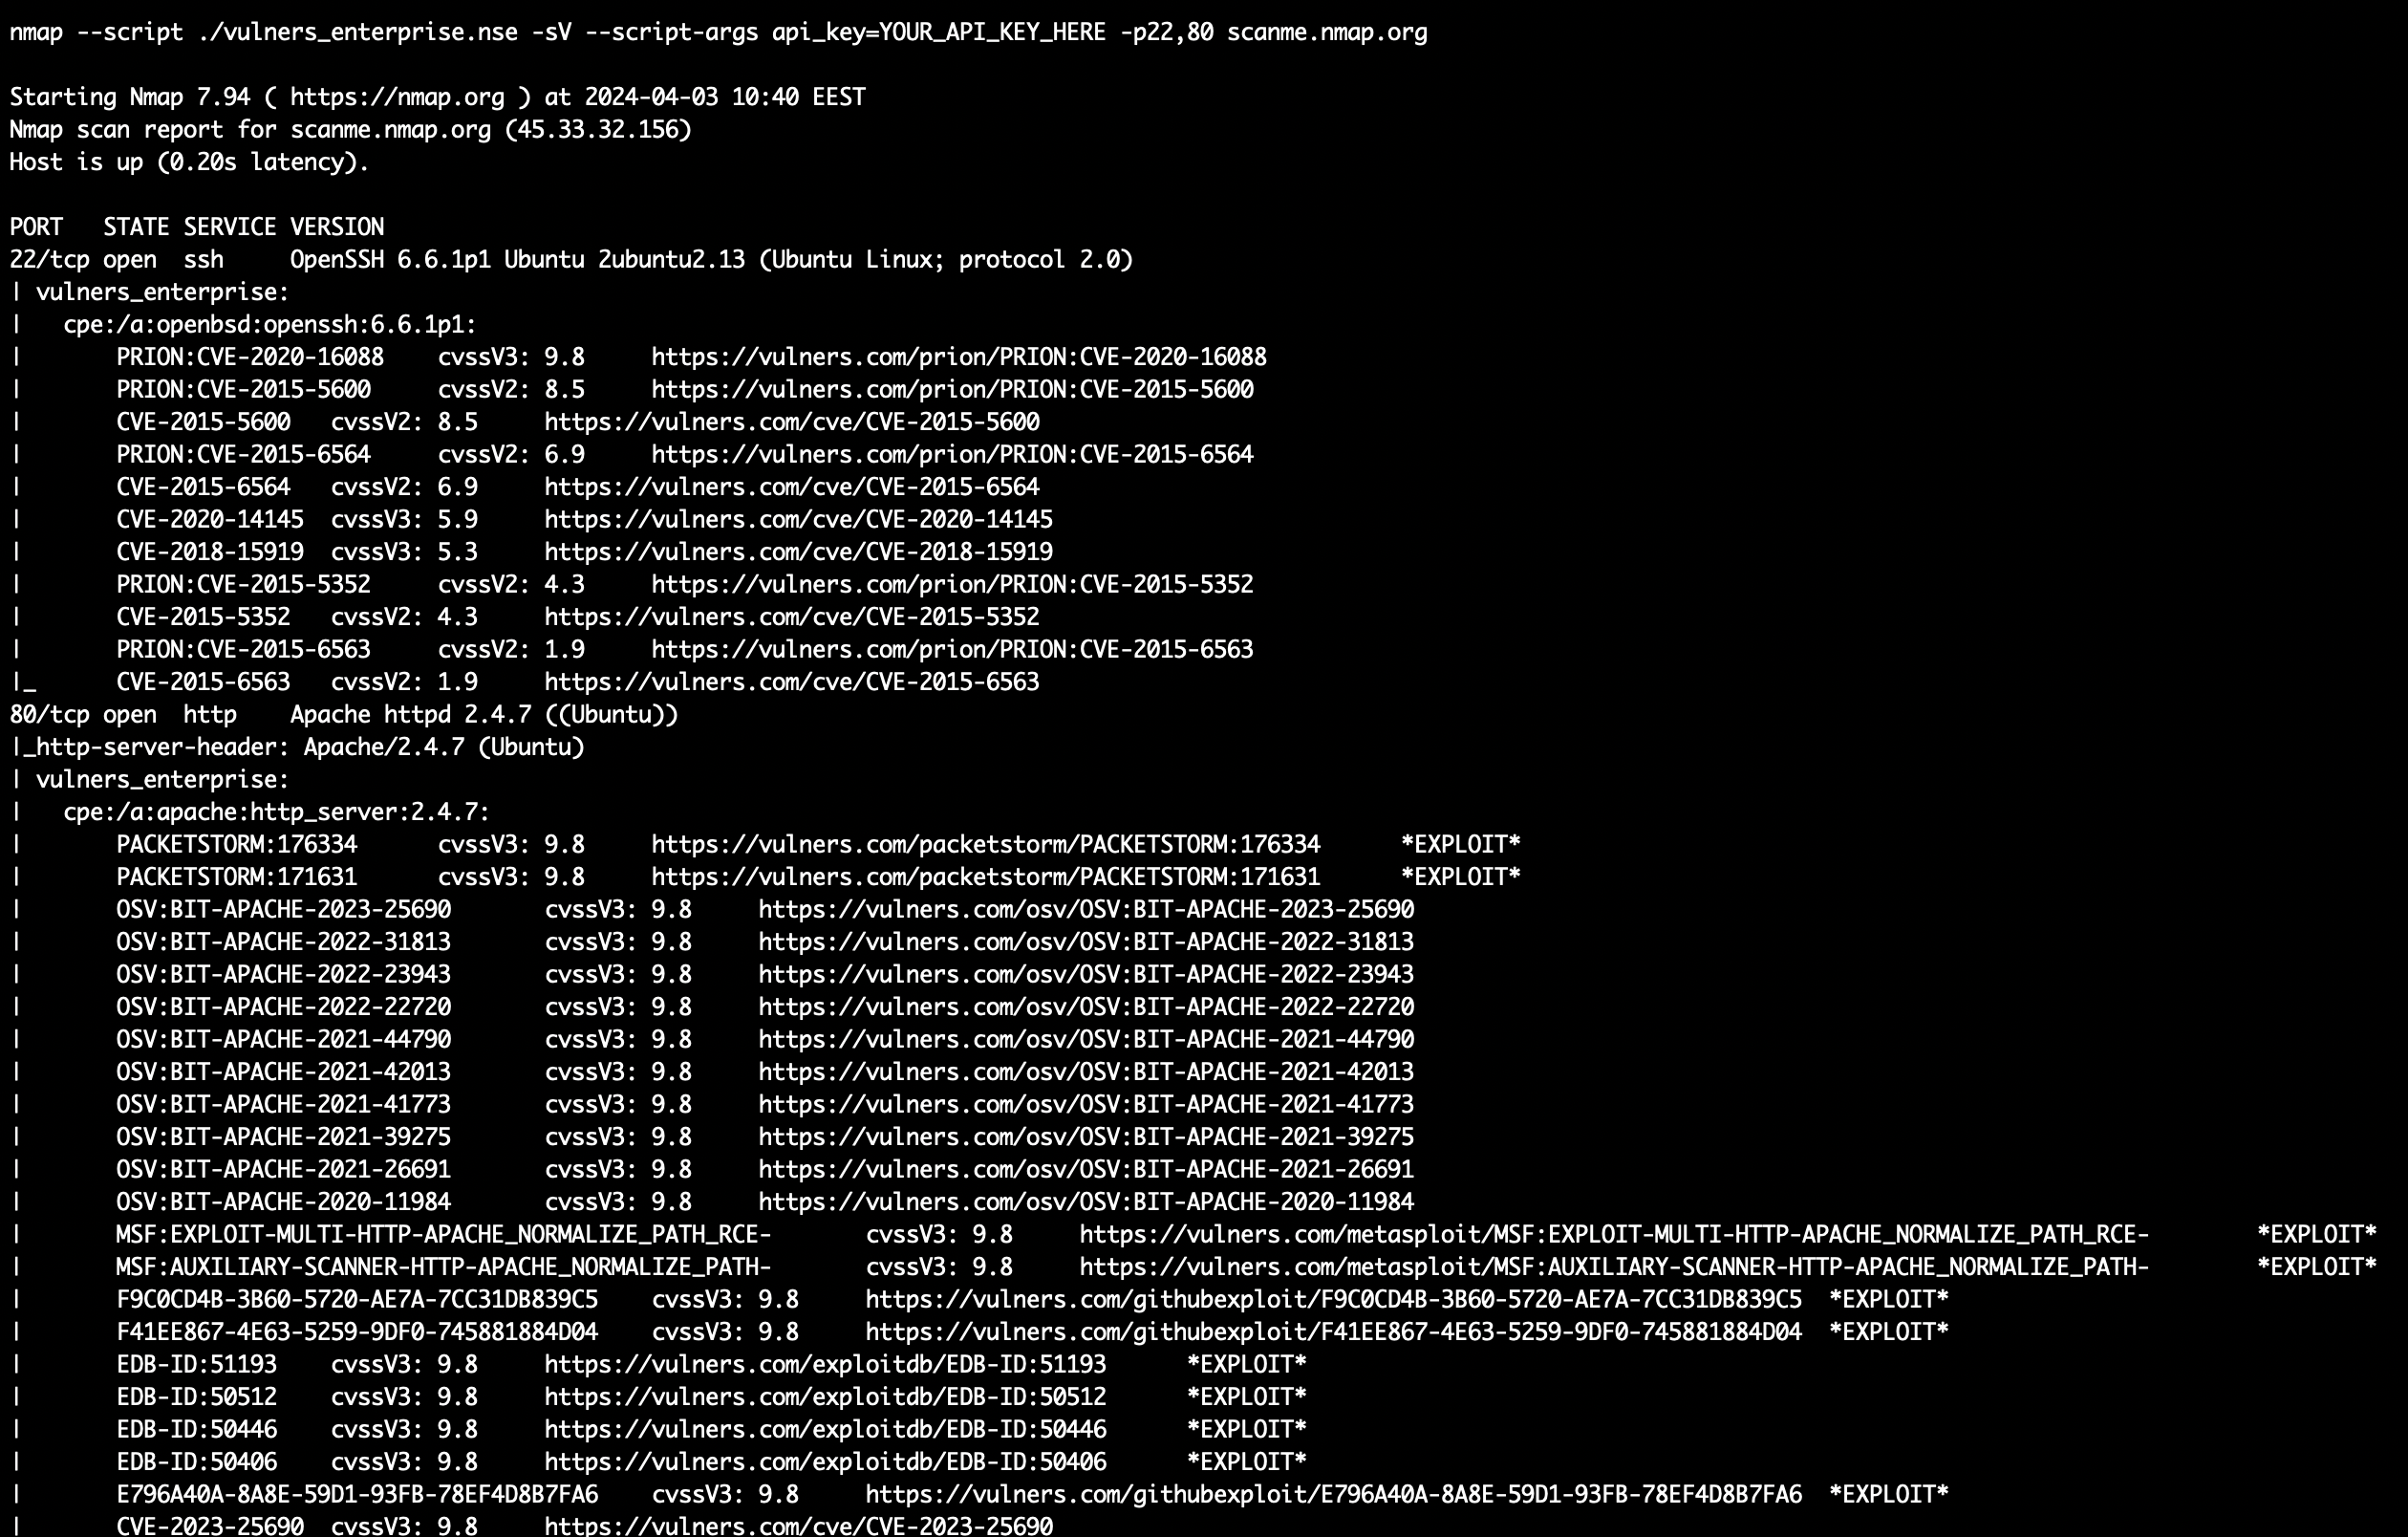 nmap --script ./vulners_enterprise.nse -sV --script-args api_key=YOUR_API_KEY_HERE -p22,80 scanme.nmap.org
Starting Nmap 7.94 ( https://nmap.org ) at 2024-04-03 10:40 EEST
Nmap scan report for scanme.nmap.org (45.33.32.156)
Host is up (0.20s latency).
PORT   STATE SERVICE VERSION
22/tcp open  ssh     OpenSSH 6.6.1p1 Ubuntu 2ubuntu2.13 (Ubuntu Linux; protocol 2.0)
| vulners_enterprise:
|   cpe:/a:openbsd:openssh:6.6.1p1:
|       PRION:CVE-2020-16088    cvssV3: 9.8     https://vulners.com/prion/PRION:CVE-2020-16088
|       PRION:CVE-2015-5600     cvssV2: 8.5     https://vulners.com/prion/PRION:CVE-2015-5600
|       CVE-2015-5600   cvssV2: 8.5     https://vulners.com/cve/CVE-2015-5600
|       PRION:CVE-2015-6564     cvssV2: 6.9     https://vulners.com/prion/PRION:CVE-2015-6564
|       CVE-2015-6564   cvssV2: 6.9     https://vulners.com/cve/CVE-2015-6564
|       CVE-2020-14145  cvssV3: 5.9     https://vulners.com/cve/CVE-2020-14145
|       CVE-2018-15919  cvssV3: 5.3     https://vulners.com/cve/CVE-2018-15919
|       PRION:CVE-2015-5352     cvssV2: 4.3     https://vulners.com/prion/PRION:CVE-2015-5352
|       CVE-2015-5352   cvssV2: 4.3     https://vulners.com/cve/CVE-2015-5352
|       PRION:CVE-2015-6563     cvssV2: 1.9     https://vulners.com/prion/PRION:CVE-2015-6563
|_      CVE-2015-6563   cvssV2: 1.9     https://vulners.com/cve/CVE-2015-6563
80/tcp open  http    Apache httpd 2.4.7 ((Ubuntu))
|_http-server-header: Apache/2.4.7 (Ubuntu)
| vulners_enterprise:
|   cpe:/a:apache:http_server:2.4.7:
|       PACKETSTORM:176334      cvssV3: 9.8     https://vulners.com/packetstorm/PACKETSTORM:176334      *EXPLOIT*
|       PACKETSTORM:171631      cvssV3: 9.8     https://vulners.com/packetstorm/PACKETSTORM:171631      *EXPLOIT*
|       OSV:BIT-APACHE-2023-25690       cvssV3: 9.8     https://vulners.com/osv/OSV:BIT-APACHE-2023-25690
|       OSV:BIT-APACHE-2022-31813       cvssV3: 9.8     https://vulners.com/osv/OSV:BIT-APACHE-2022-31813
|       OSV:BIT-APACHE-2022-23943       cvssV3: 9.8     https://vulners.com/osv/OSV:BIT-APACHE-2022-23943
|       OSV:BIT-APACHE-2022-22720       cvssV3: 9.8     https://vulners.com/osv/OSV:BIT-APACHE-2022-22720
|       OSV:BIT-APACHE-2021-44790       cvssV3: 9.8     https://vulners.com/osv/OSV:BIT-APACHE-2021-44790
|       OSV:BIT-APACHE-2021-42013       cvssV3: 9.8     https://vulners.com/osv/OSV:BIT-APACHE-2021-42013
|       OSV:BIT-APACHE-2021-41773       cvssV3: 9.8     https://vulners.com/osv/OSV:BIT-APACHE-2021-41773
|       OSV:BIT-APACHE-2021-39275       cvssV3: 9.8     https://vulners.com/osv/OSV:BIT-APACHE-2021-39275
|       OSV:BIT-APACHE-2021-26691       cvssV3: 9.8     https://vulners.com/osv/OSV:BIT-APACHE-2021-26691
|       OSV:BIT-APACHE-2020-11984       cvssV3: 9.8     https://vulners.com/osv/OSV:BIT-APACHE-2020-11984
|       MSF:EXPLOIT-MULTI-HTTP-APACHE_NORMALIZE_PATH_RCE-       cvssV3: 9.8     https://vulners.com/metasploit/MSF:EXPLOIT-MULTI-HTTP-APACHE_NORMALIZE_PATH_RCE-        *EXPLOIT*
|       MSF:AUXILIARY-SCANNER-HTTP-APACHE_NORMALIZE_PATH-       cvssV3: 9.8     https://vulners.com/metasploit/MSF:AUXILIARY-SCANNER-HTTP-APACHE_NORMALIZE_PATH-        *EXPLOIT*
|       F9C0CD4B-3B60-5720-AE7A-7CC31DB839C5    cvssV3: 9.8     https://vulners.com/githubexploit/F9C0CD4B-3B60-5720-AE7A-7CC31DB839C5  *EXPLOIT*
|       F41EE867-4E63-5259-9DF0-745881884D04    cvssV3: 9.8     https://vulners.com/githubexploit/F41EE867-4E63-5259-9DF0-745881884D04  *EXPLOIT*
|       EDB-ID:51193    cvssV3: 9.8     https://vulners.com/exploitdb/EDB-ID:51193      *EXPLOIT*
|       EDB-ID:50512    cvssV3: 9.8     https://vulners.com/exploitdb/EDB-ID:50512      *EXPLOIT*
|       EDB-ID:50446    cvssV3: 9.8     https://vulners.com/exploitdb/EDB-ID:50446      *EXPLOIT*
|       EDB-ID:50406    cvssV3: 9.8     https://vulners.com/exploitdb/EDB-ID:50406      *EXPLOIT*
|       E796A40A-8A8E-59D1-93FB-78EF4D8B7FA6    cvssV3: 9.8     https://vulners.com/githubexploit/E796A40A-8A8E-59D1-93FB-78EF4D8B7FA6  *EXPLOIT*
|       CVE-2023-25690  cvssV3: 9.8     https://vulners.com/cve/CVE-2023-25690